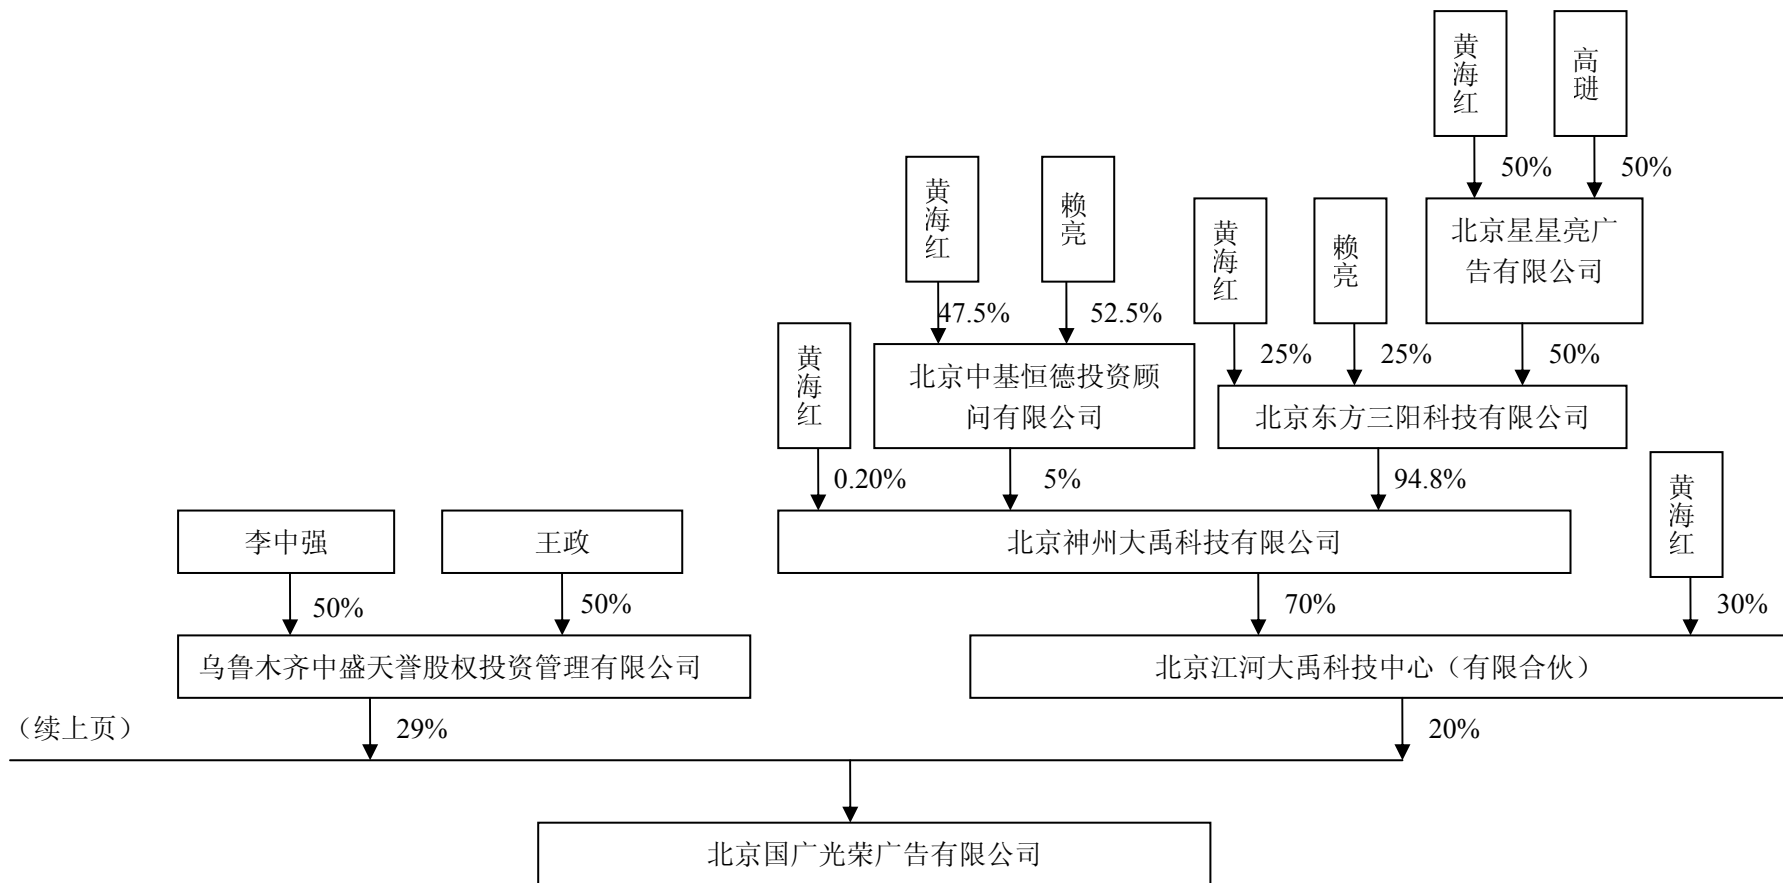 黄海红
高琎
50%
50%
黄海红
赖亮
黄海红
赖亮
北京星星亮广
告有限公司
47.5%
52.5%
黄海红
25%
25%
50%
北京中基恒德投资顾
问有限公司
北京东方三阳科技有限公司
0.20%
5%
94.8%
黄海红
李中强
王政
北京神州大禹科技有限公司
50%
50%
70%
30%
乌鲁木齐中盛天誉股权投资管理有限公司
北京江河大禹科技中心（有限合伙）
（续上页）
29%
20%
北京国广光荣广告有限公司